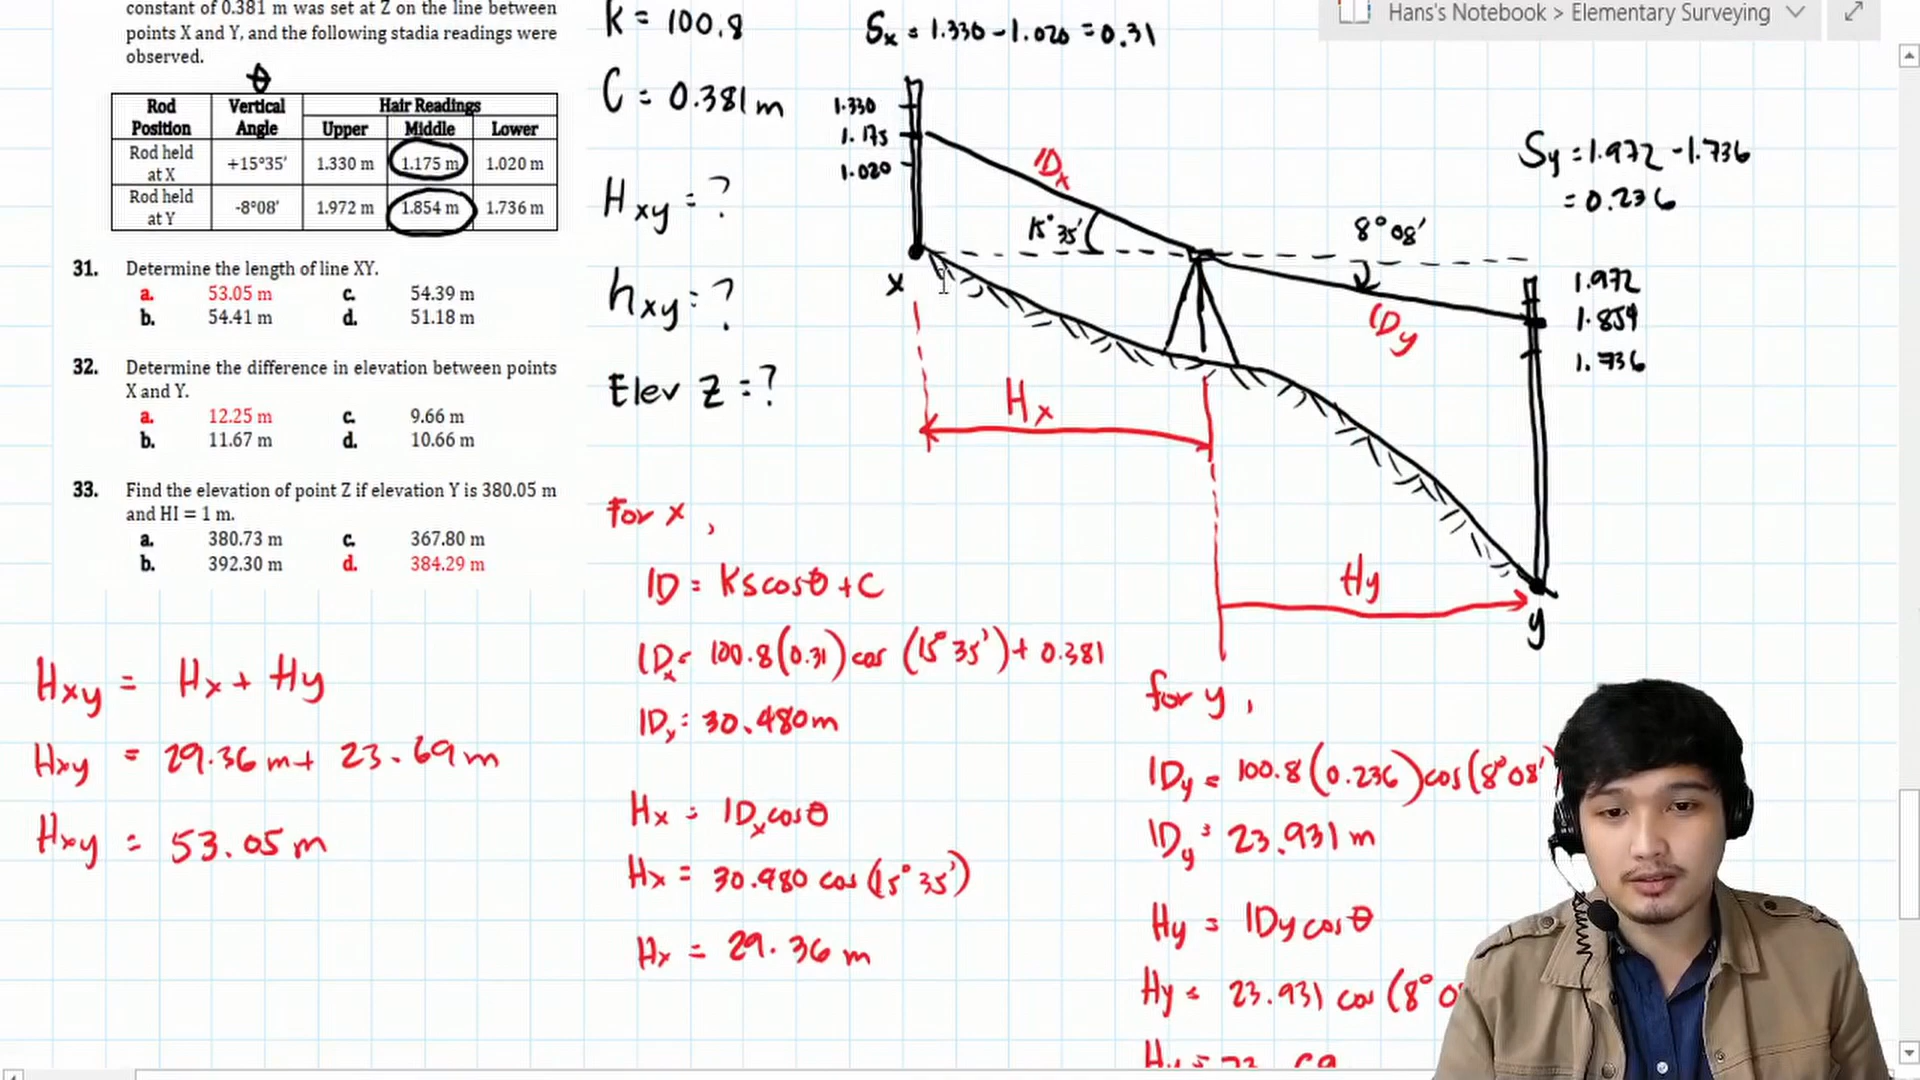 constant of 0.381 m was set at Z on the line between
points X and Y, and the following stadia readings were
observed.
θ
Rod Position Vertical Angle Hair Readings
Upper Middle Lower
Rod held at X +15°35' 1.330 m 1.175 m 1.020 m
Rod held at Y -8°08' 1.972 m 1.854 m 1.736 m
31. Determine the length of line XY.
a. 53.05 m c. 54.39 m
b. 54.41 m d. 51.18 m
32. Determine the difference in elevation between points
X and Y.
a. 12.25 m c. 9.66 m
b. 11.67 m d. 10.66 m
33. Find the elevation of point Z if elevation Y is 380.05 m
and HI = 1 m.
a. 380.73 m c. 367.80 m
b. 392.30 m d. 384.29 m
Hxy = Hx + Hy
Hxy = 29.36 m + 23.69 m
Hxy = 53.05 m
K = 100.8
C = 0.381 m
Hxy = ?
hxy = ?
Elev Z = ?
Sx = 1.330 - 1.020 = 0.31
Hans's Notebook > Elementary Surveying
1.330
1.175
1.020
IDx
15° 35'
8° 08'
Sy = 1.972 - 1.736
= 0.236
1.972
1.854
1.736
IDy
x
Hx
Hy
y
for x,
ID = KS cosθ + C
IDx = 100.8(0.31) cos (15° 35') + 0.381
IDx = 30.480 m
Hx = IDx cosθ
Hx = 30.480 cos (15° 35')
Hx = 29.36 m
for y,
IDy = 100.8(0.236) cos(8° 08')
IDy = 23.931 m
Hy = IDy cosθ
Hy = 23.931 cos (8° 0